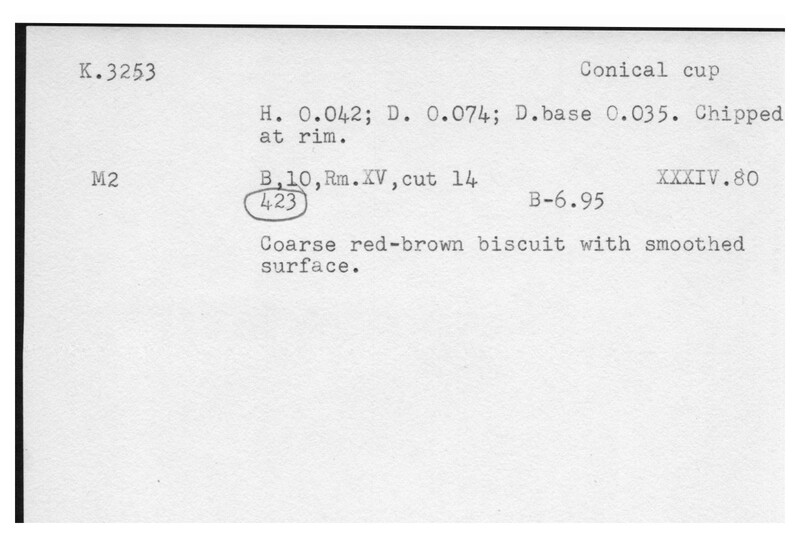 K.3253 Conical cup
H. 0.042; D. 0.074; D.base 0.035. Chipped
at rim.
M2 B,10,Rm.XV,cut 14 XXXIV.80
423 B-6.95
Coarse red-brown biscuit with smoothed
surface.